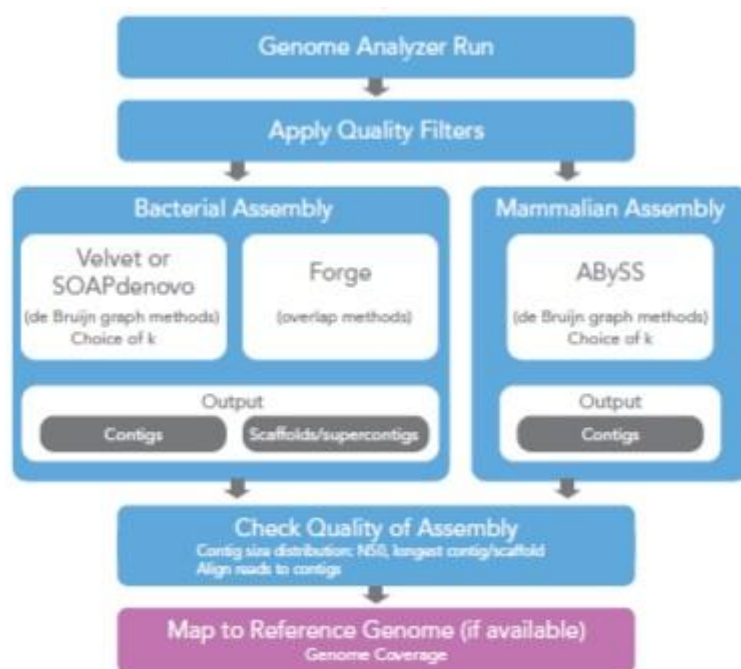 Genome Analyzer Run
Apply Quality Filters
Bacterial Assembly
Velvet or
SOAPdenovo
(de Bruijn graph methods)
Choice of k
Forge
(overlap methods)
Output
Contigs
Scaffolds/supercontigs
Mammalian Assembly
ABySS
(de Bruijn graph methods)
Choice of k
Output
Contigs
Check Quality of Assembly
Contig size distribution: N50, longest contig/scaffold
Align reads to contigs
Map to Reference Genome (if available)
Genome Coverage